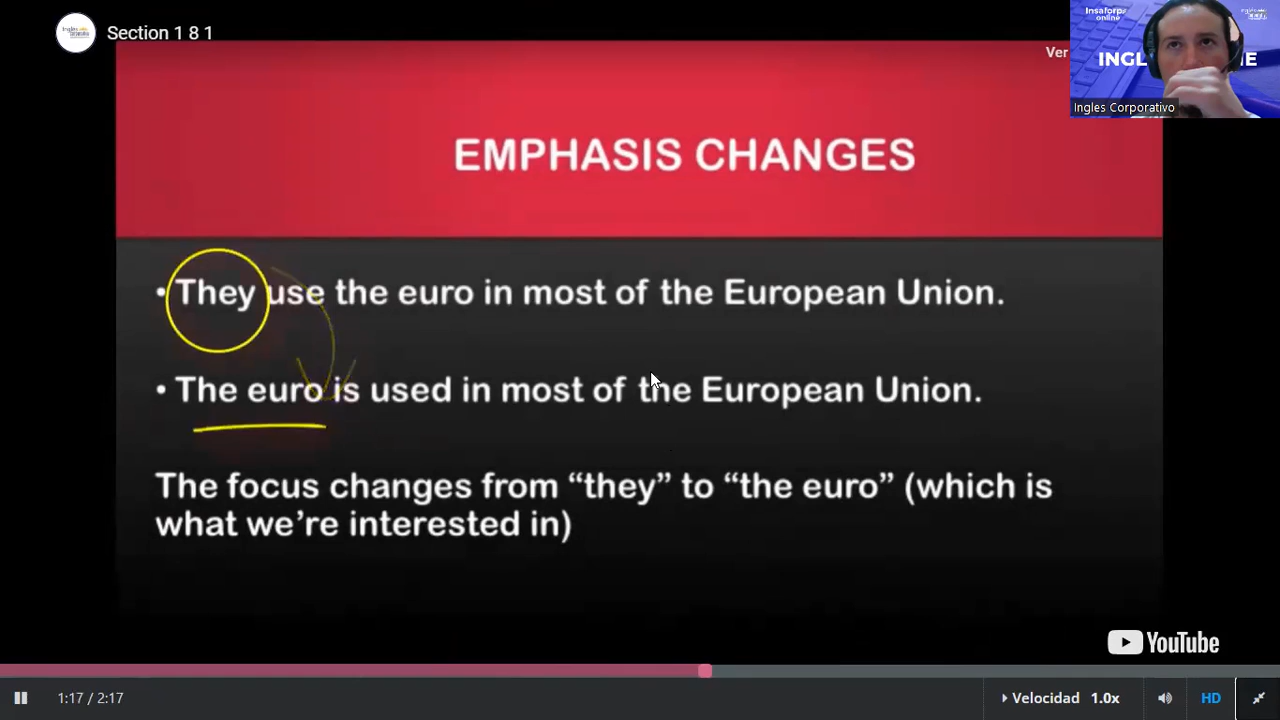 Section 1 8 1
Ver
Insaforp
online
INGL
E
Ingles Corporativo
EMPHASIS CHANGES
• They use the euro in most of the European Union.
• The euro is used in most of the European Union.
The focus changes from “they” to “the euro” (which is
what we’re interested in)
YouTube
1:17 / 2:17
Velocidad 1.0x
HD